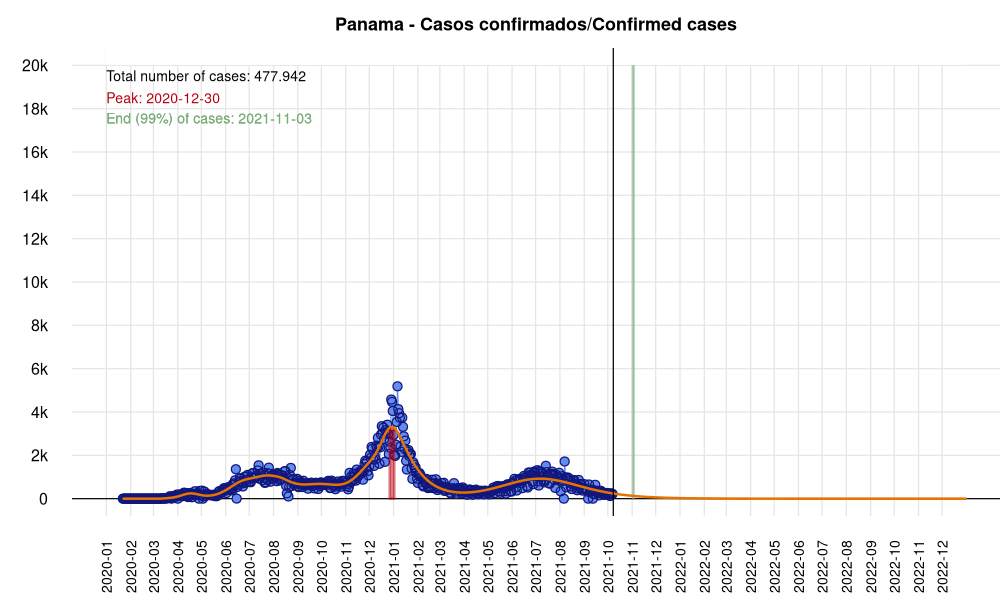 Panama - Casos confirmados/Confirmed cases
Total number of cases: 477.942
Peak: 2020-12-30
End (99%) of cases: 2021-11-03
20k
18k
16k
14k
12k
10k
8k
6k
4k
2k
0
2020-01
2020-02
2020-03
2020-04
2020-05
2020-06
2020-07
2020-08
2020-09
2020-10
2020-11
2020-12
2021-01
2021-02
2021-03
2021-04
2021-05
2021-06
2021-07
2021-08
2021-09
2021-10
2021-11
2021-12
2022-01
2022-02
2022-03
2022-04
2022-05
2022-06
2022-07
2022-08
2022-09
2022-10
2022-11
2022-12